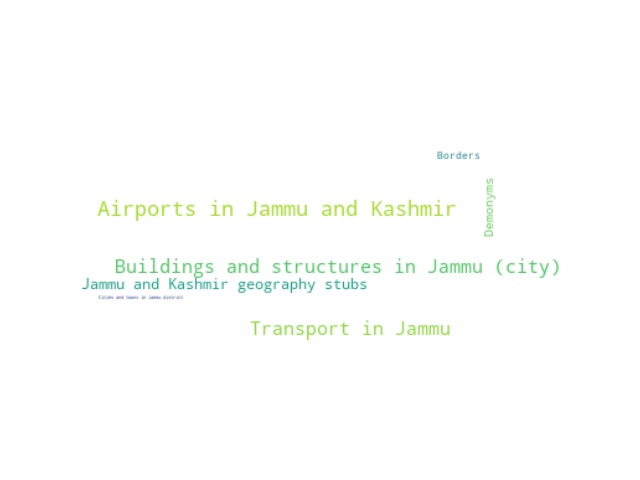 Borders
Demonyms
Airports in Jammu and Kashmir
Buildings and structures in Jammu (city)
Jammu and Kashmir geography stubs
Cities and towns in Jammu district
Transport in Jammu